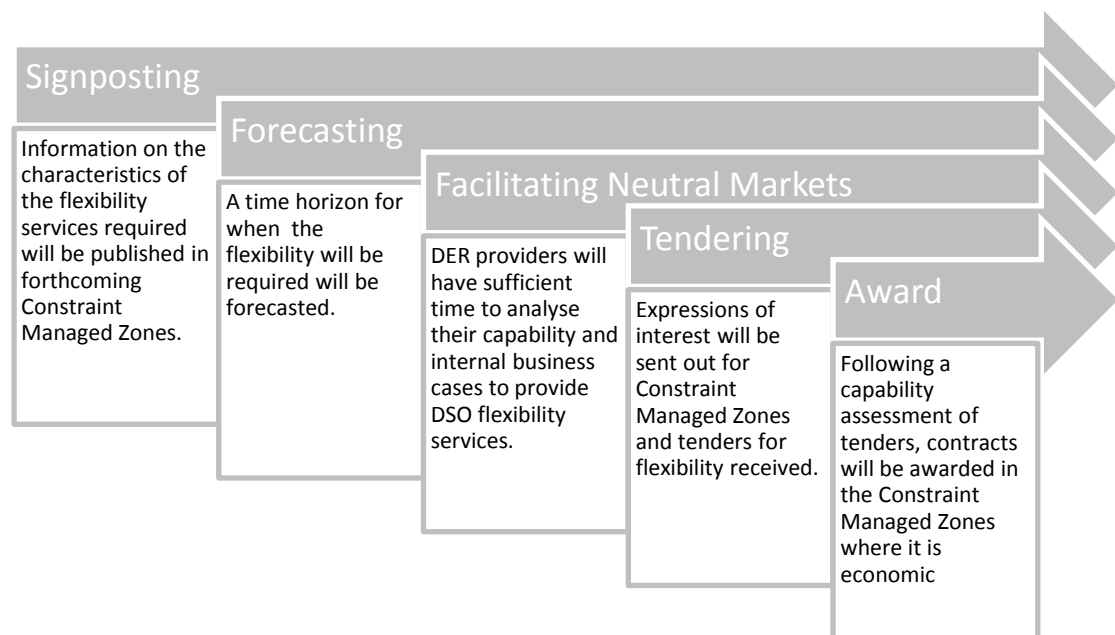 Signposting
Information on the
characteristics of
the flexibility
services required
will be published in
forthcoming
Constraint
Managed Zones.
Forecasting
A time horizon for
when the
flexibility will be
required will be
forecasted.
Facilitating Neutral Markets
DER providers will
have sufficient
time to analyse
their capability and
internal business
cases to provide
DSO flexibility
services.
Tendering
Expressions of
interest will be
sent out for
Constraint
Managed Zones
and tenders for
flexibility received.
Award
Following a
capability
assessment of
tenders, contracts
will be awarded in
the Constraint
Managed Zones
where it is
economic